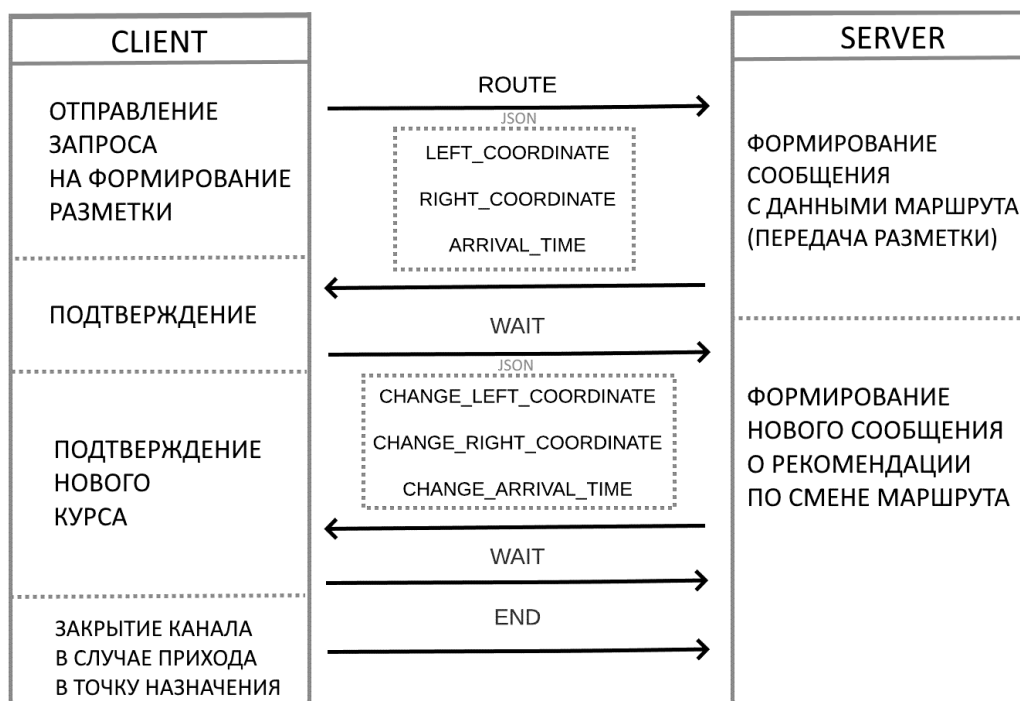 CLIENT
ОТПРАВЛЕНИЕ
ЗАПРОСА
НА ФОРМИРОВАНИЕ
РАЗМЕТКИ
ПОДТВЕРЖДЕНИЕ
ПОДТВЕРЖДЕНИЕ
НОВОГО
КУРСА
ЗАКРЫТИЕ КАНАЛА
В СЛУЧАЕ ПРИХОДА
В ТОЧКУ НАЗНАЧЕНИЯ
ROUTE
JSON
LEFT_COORDINATE
RIGHT_COORDINATE
ARRIVAL_TIME
WAIT
JSON
CHANGE_LEFT_COORDINATE
CHANGE_RIGHT_COORDINATE
CHANGE_ARRIVAL_TIME
WAIT
END
SERVER
ФОРМИРОВАНИЕ
СООБЩЕНИЯ
С ДАННЫМИ МАРШРУТА
(ПЕРЕДАЧА РАЗМЕТКИ)
ФОРМИРОВАНИЕ
НОВОГО СООБЩЕНИЯ
О РЕКОМЕНДАЦИИ
ПО СМЕНЕ МАРШРУТА